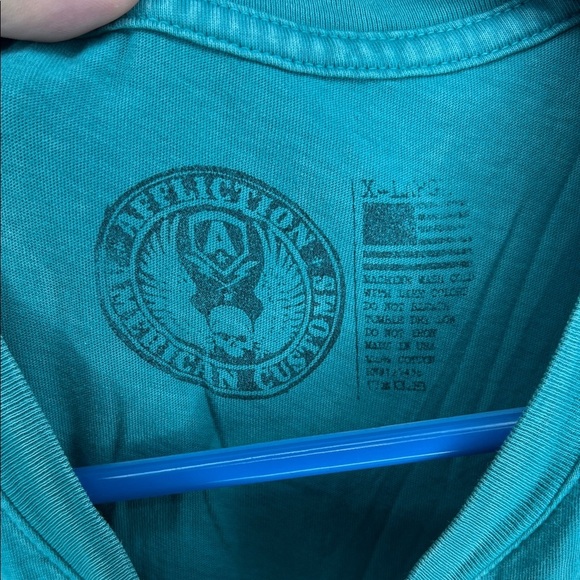 AFFLICTION
AMERICAN CUSTOMS
A
X-LARGE
MACHINE WASH COLD
WITH LIKE COLORS
DO NOT BLEACH
TUMBLE DRY LOW
DO NOT IRON
MADE IN USA
100% COTTON